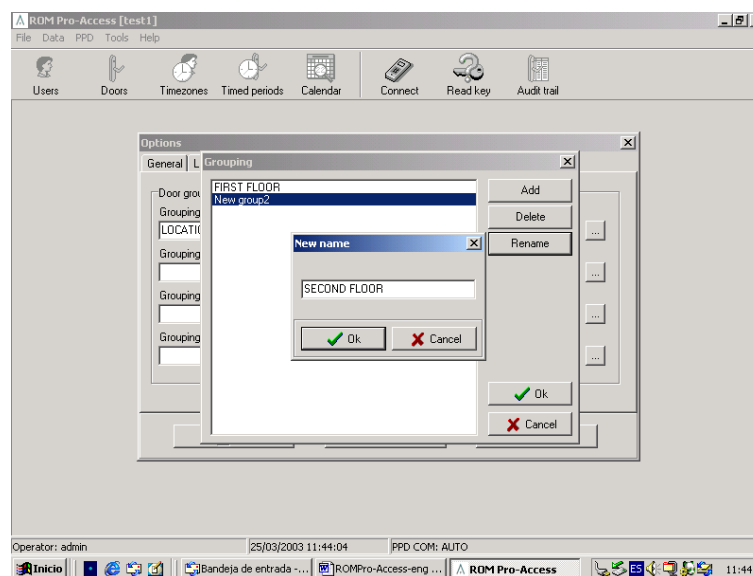 ROM Pro-Access [test1]
File Data PPD Tools Help
Users Doors Timezones Timed periods Calendar Connect Read key Audit trail
Options
General L
Grouping
Door grou
Grouping
LOCATIO
Grouping
Grouping
Grouping
FIRST FLOOR
New group2
Add
Delete
Rename
New name
SECOND FLOOR
Ok Cancel
Ok
Cancel
... 
...
...
...
Operator: admin 25/03/2003 11:44:04 PPD COM: AUTO
Inicio Bandeja de entrada -... ROMPro-Access-eng ... ROM Pro-Access ES 11:44